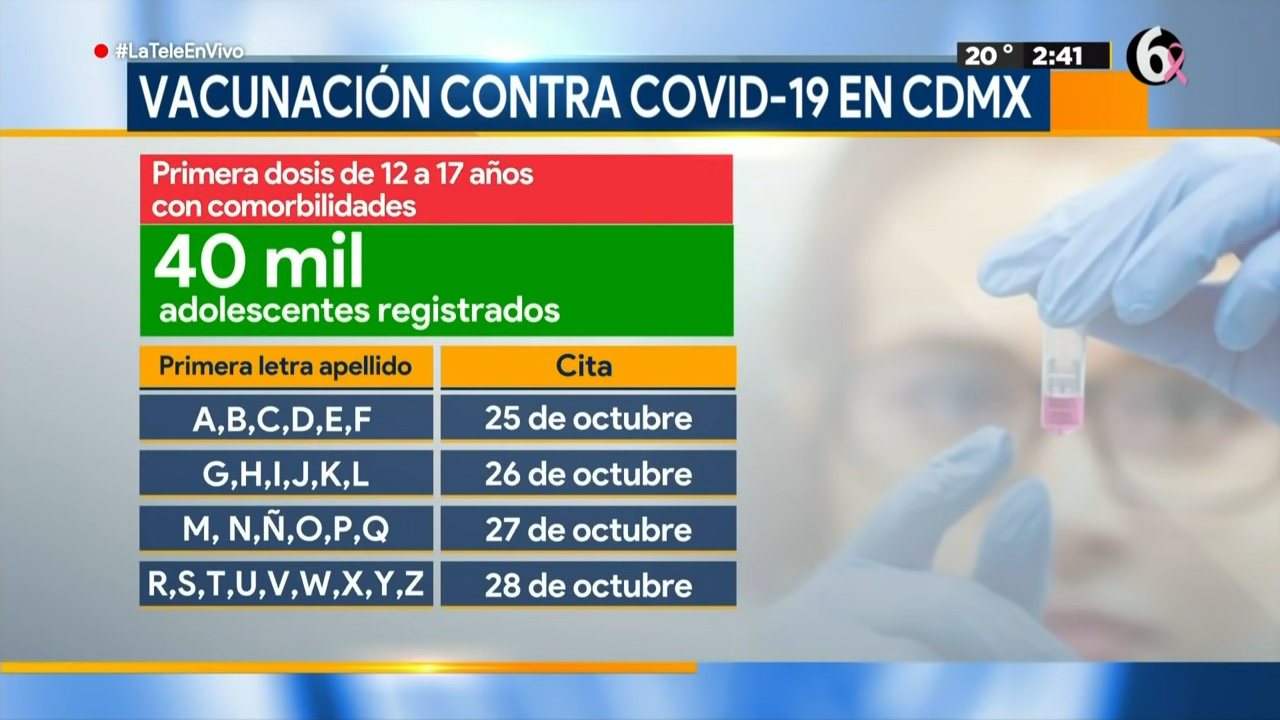 #LaTeleEnVivo
20° 2:41
6
VACUNACIÓN CONTRA COVID-19 EN CDMX
Primera dosis de 12 a 17 años
con comorbilidades
40 mil
adolescentes registrados
Primera letra apellido Cita
A,B,C,D,E,F 25 de octubre
G,H,I,J,K,L 26 de octubre
M, N,Ñ,O,P,Q 27 de octubre
R,S,T,U,V,W,X,Y,Z 28 de octubre